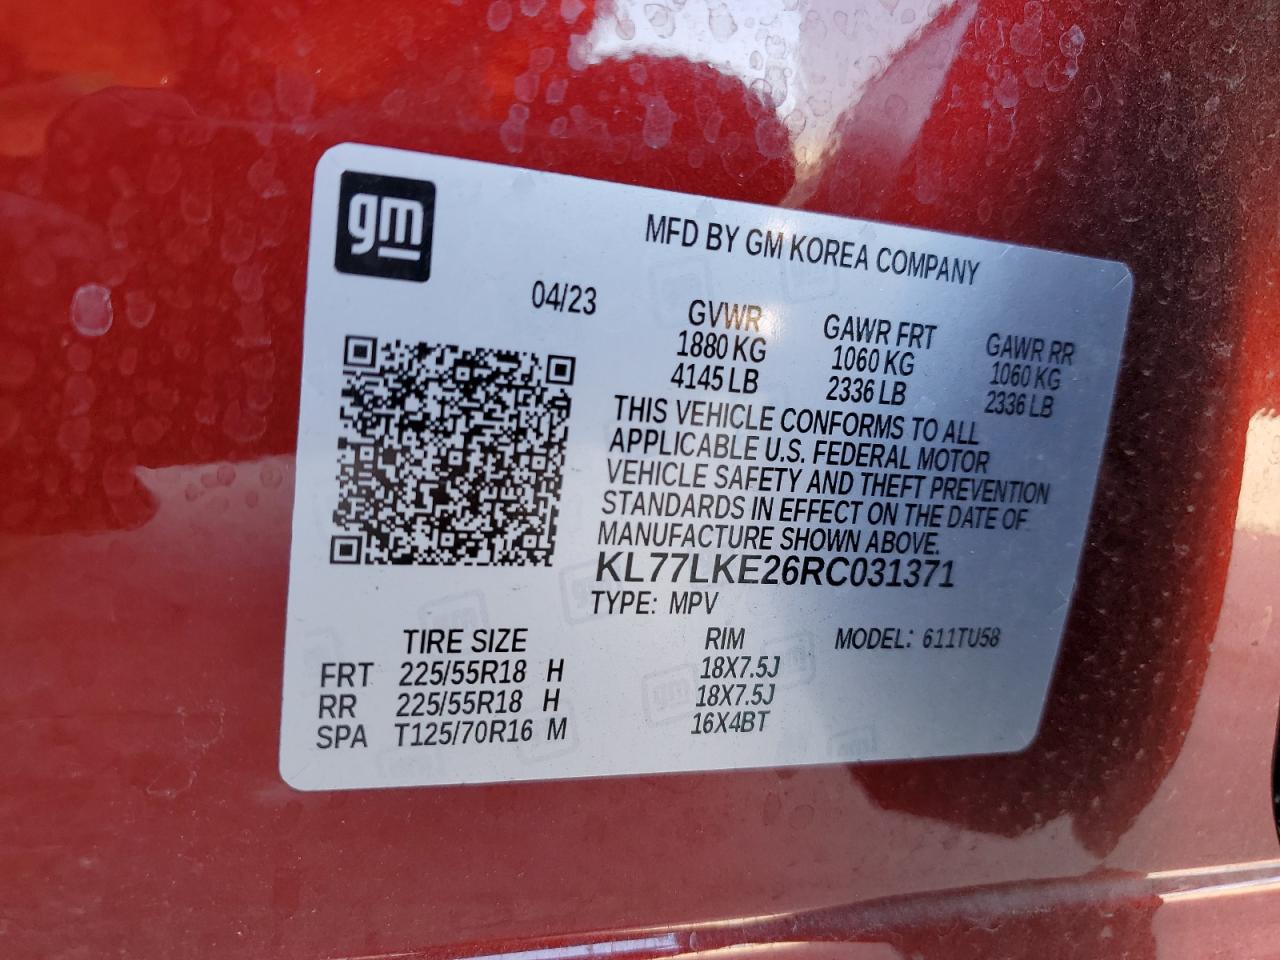 gm
MFD BY GM KOREA COMPANY
04/23
GVWR GAWR FRT GAWR RR
1880 KG 1060 KG 1060 KG
4145 LB 2336 LB 2336 LB
THIS VEHICLE CONFORMS TO ALL
APPLICABLE U.S. FEDERAL MOTOR
VEHICLE SAFETY AND THEFT PREVENTION
STANDARDS IN EFFECT ON THE DATE OF
MANUFACTURE SHOWN ABOVE.
KL77LKE26RC031371
TYPE: MPV
TIRE SIZE RIM MODEL: 611TU58
FRT 225/55R18 H 18X7.5J
RR 225/55R18 H 18X7.5J
SPA T125/70R16 M 16X4BT